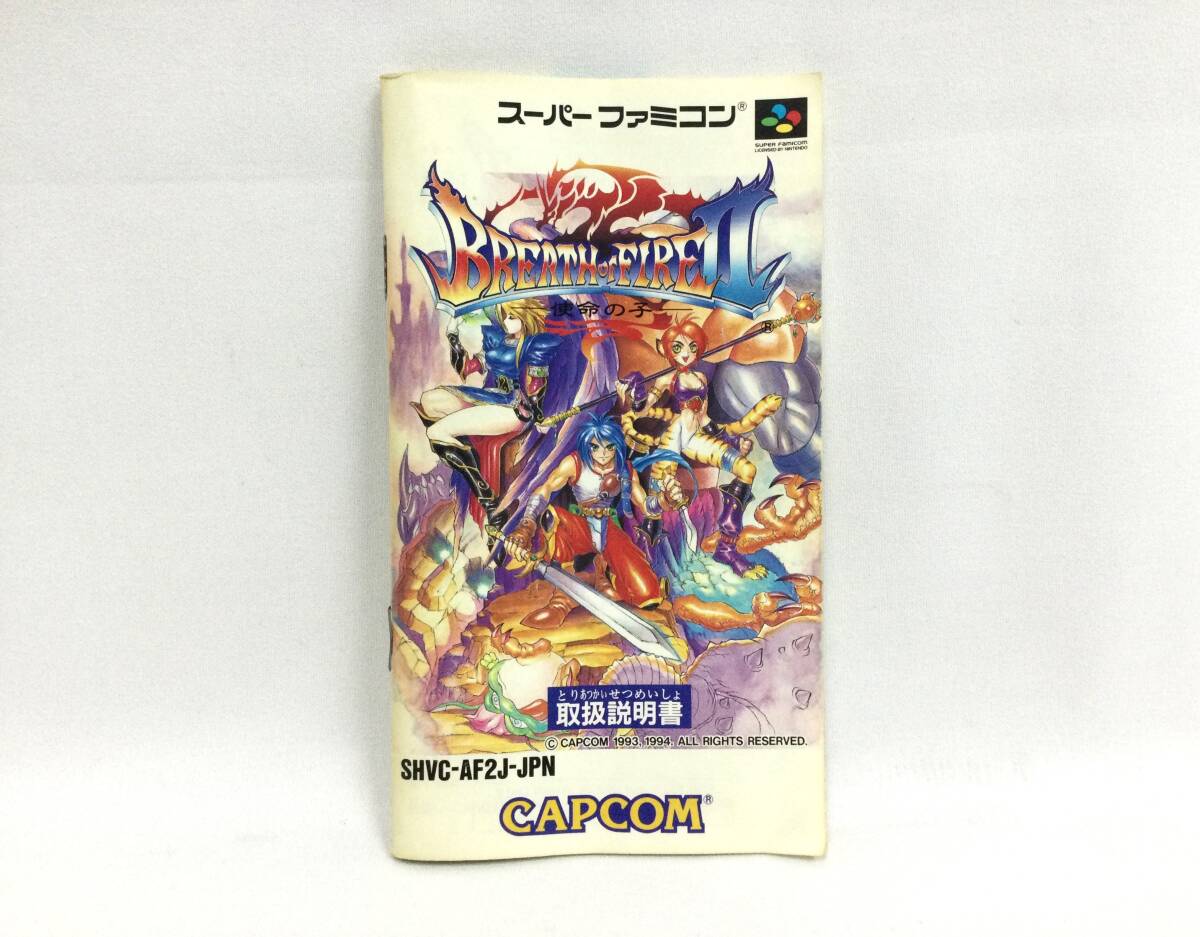 スーパーファミコン®
SUPER FAMICOM
LICENSED BY NINTENDO
BREATH OF FIRE II
使命の子
®
とりあつかいせつめいしょ
取扱説明書
© CAPCOM 1993, 1994. ALL RIGHTS RESERVED.
SHVC-AF2J-JPN
CAPCOM®